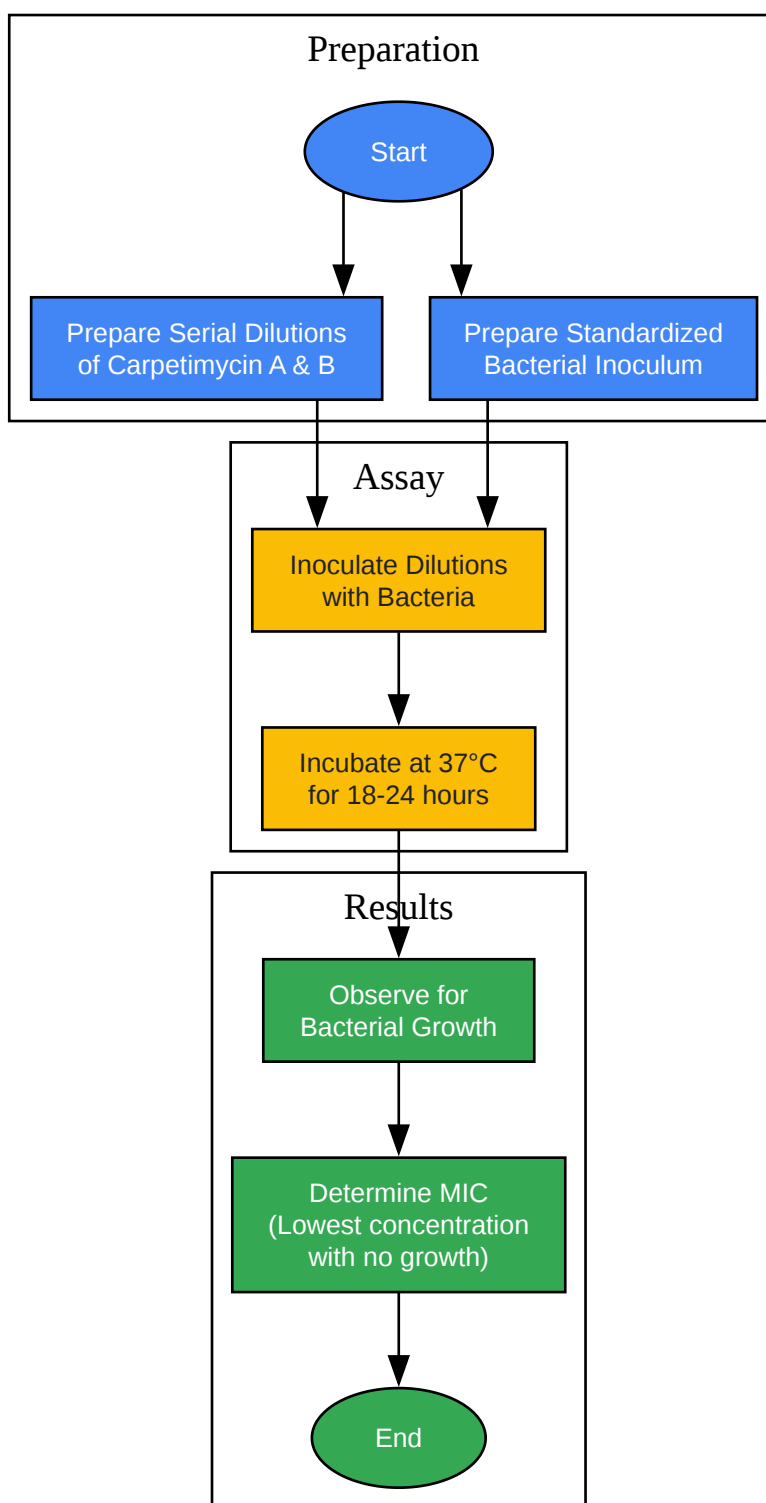 Preparation
Start
Prepare Serial Dilutions
of Carpetimycin A & B
Prepare Standardized
Bacterial Inoculum
Assay
Inoculate Dilutions
with Bacteria
Incubate at 37°C
for 18-24 hours
Results
Observe for
Bacterial Growth
Determine MIC
(Lowest concentration
with no growth)
End